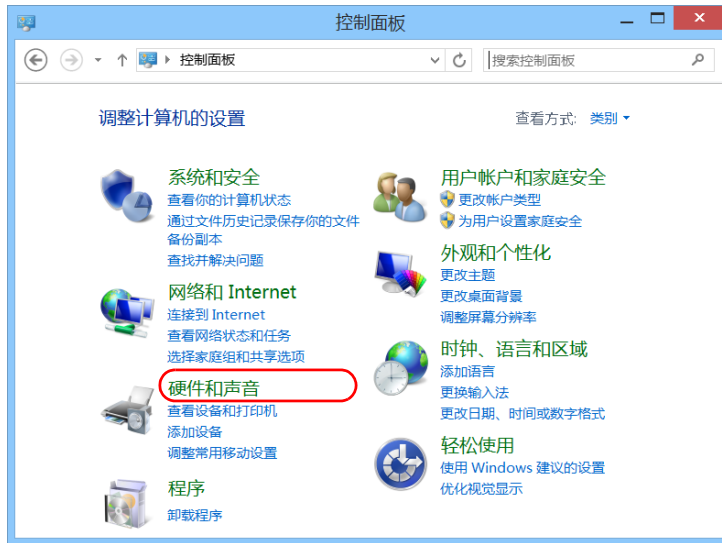 控制面板
控制面板
搜索控制面板
调整计算机的设置
查看方式: 类别
系统和安全
查看你的计算机状态
通过文件历史记录保存你的文件
备份副本
查找并解决问题
网络和 Internet
连接到 Internet
查看网络状态和任务
选择家庭组和共享选项
硬件和声音
查看设备和打印机
添加设备
调整常用移动设置
程序
卸载程序
用户帐户和家庭安全
更改帐户类型
为用户设置家庭安全
外观和个性化
更改主题
更改桌面背景
调整屏幕分辨率
时钟、语言和区域
添加语言
更换输入法
更改日期、时间或数字格式
轻松使用
使用 Windows 建议的设置
优化视觉显示